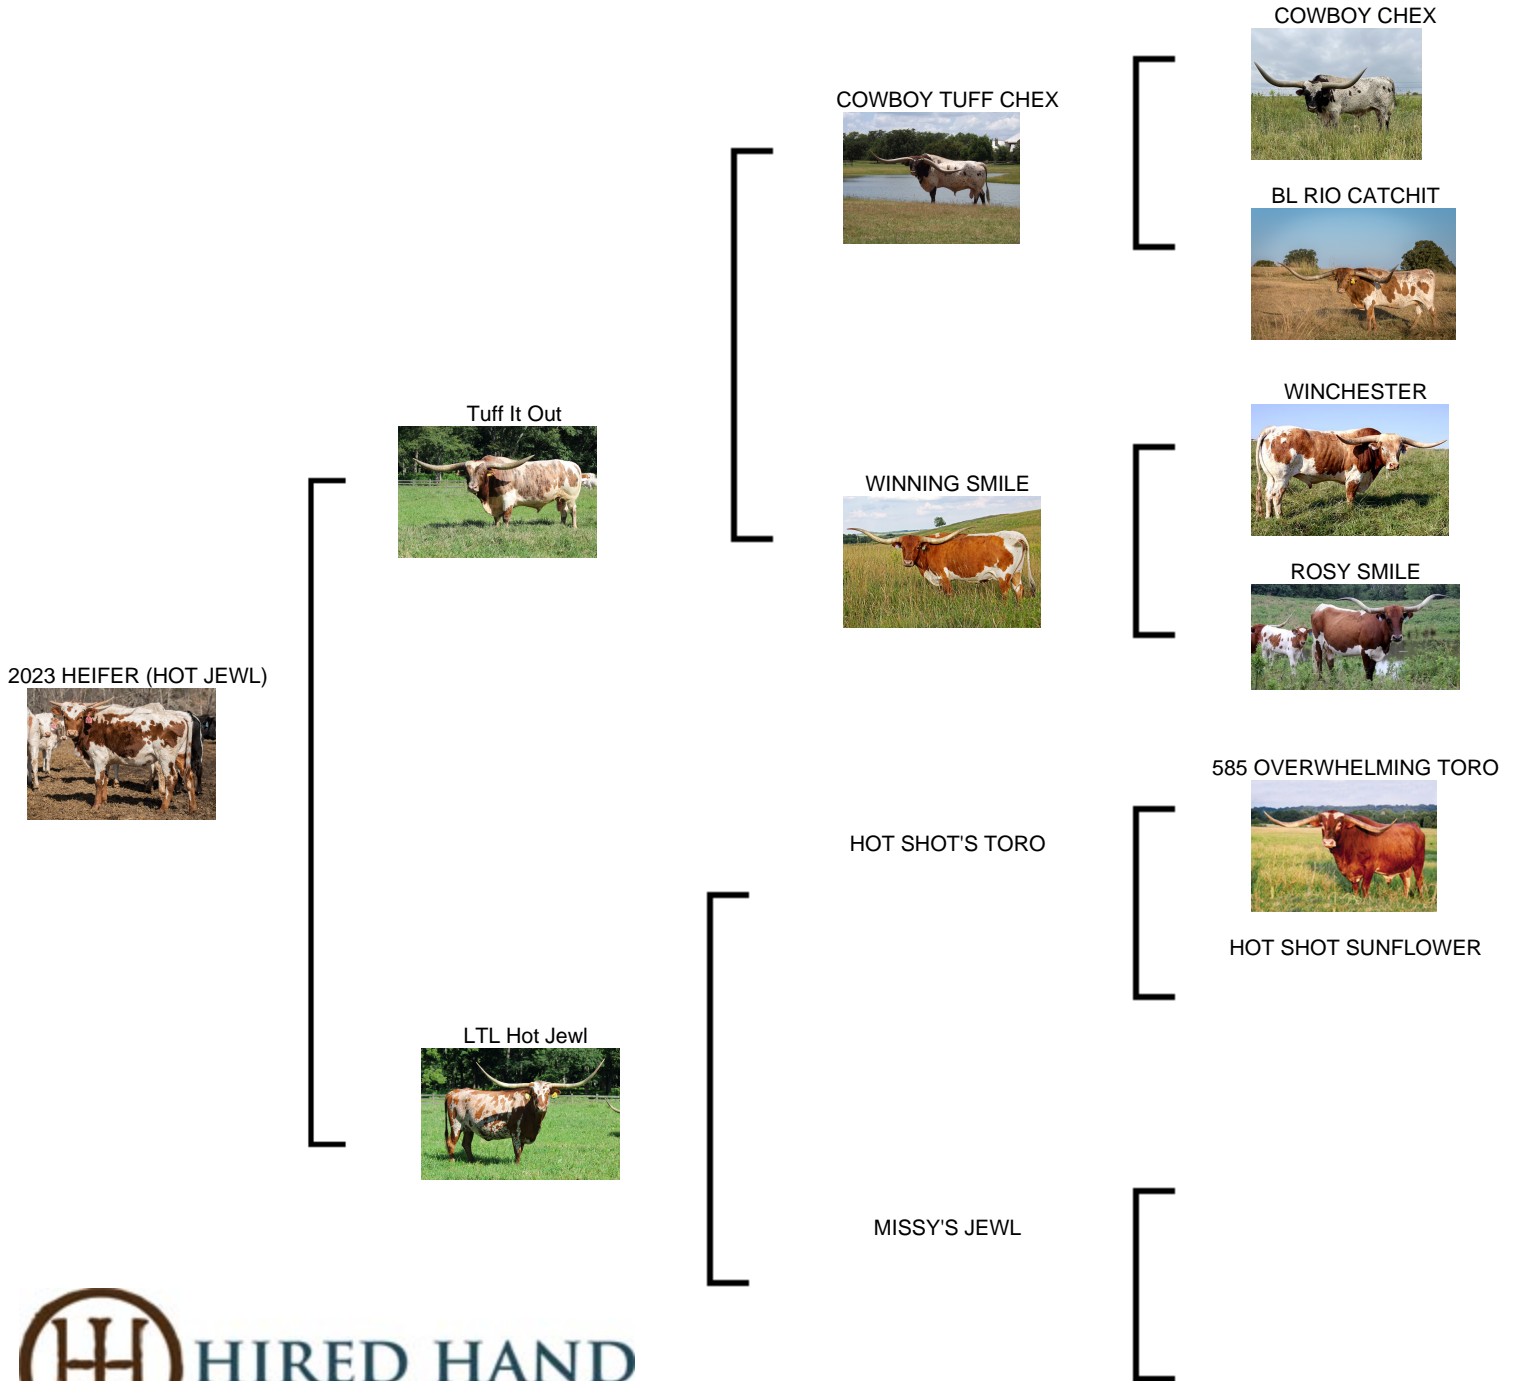 COWBOY CHEX
COWBOY TUFF CHEX
BL RIO CATCHIT
Tuff It Out
WINCHESTER
WINNING SMILE
ROSY SMILE
2023 HEIFER (HOT JEWL)
585 OVERWHELMING TORO
HOT SHOT'S TORO
HOT SHOT SUNFLOWER
LTL Hot Jewl
MISSY'S JEWL
HIRED HAND